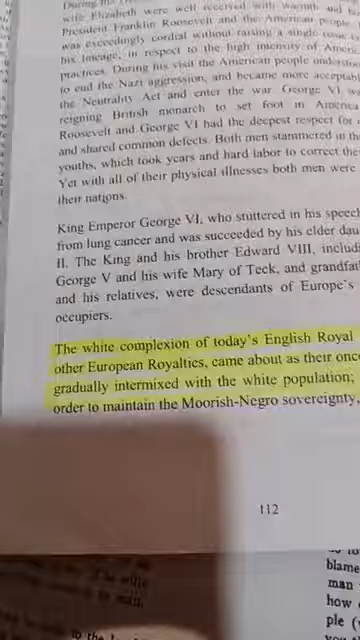 During the
wife Elizabeth were well received with warmth and
President Franklin Roosevelt and the American people
was exceedingly cordial without raising a single issue
his lineage, in respect to the high intensity of
practices. During his visit the American people
to end the Nazi aggression, and became more
the Neutrality Act and enter the war. George VI
reigning British monarch to set foot in
Roosevelt and George VI had the deepest respect for
and shared common defects. Both men stammered in
youths, which took years and hard labor to correct
Yet with all of their physical illnesses both men were
their nations.
King Emperor George VI, who stuttered in his
from lung cancer and was succeeded by his elder
II. The King and his brother Edward VIII,
George V and his wife Mary of Teck, and
and his relatives, were descendants of Europe's
occupiers.
The white complexion of today's English Royal
other European Royalties, came about as their
gradually intermixed with the white population;
order to maintain the Moorish-Negro sovereignty,
112
blame
man
how
ple
to the